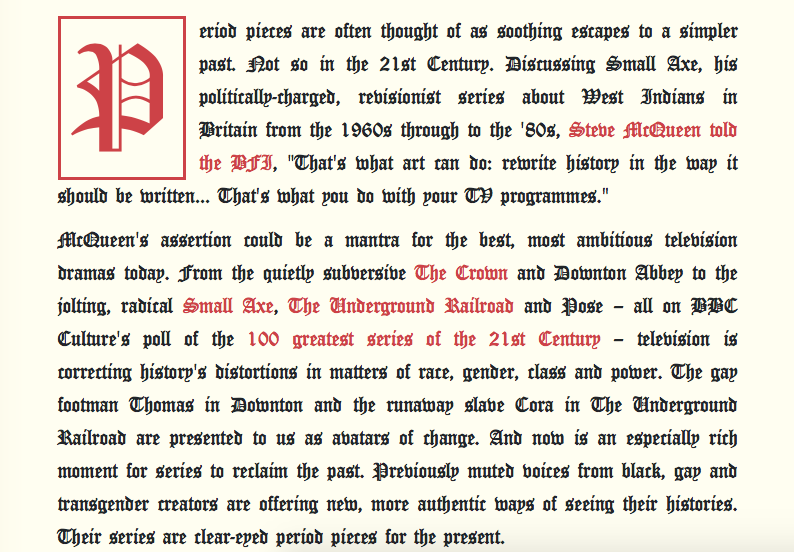 Period pieces are often thought of as soothing escapes to a simpler
past. Not so in the 21st Century. Discussing Small Axe, his
politically-charged, revisionist series about West Indians in
Britain from the 1960s through to the '80s, Steve McQueen told
the BFI, "That's what art can do: rewrite history in the way it
should be written... That's what you do with your TV programmes."
McQueen's assertion could be a mantra for the best, most ambitious television
dramas today. From the quietly subversive The Crown and Downton Abbey to the
jolting, radical Small Axe, The Underground Railroad and Pose – all on BBC
Culture's poll of the 100 greatest series of the 21st Century – television is
correcting history's distortions in matters of race, gender, class and power. The gay
footman Thomas in Downton and the runaway slave Cora in The Underground
Railroad are presented to us as avatars of change. And now is an especially rich
moment for series to reclaim the past. Previously muted voices from black, gay and
transgender creators are offering new, more authentic ways of seeing their histories.
Their series are clear-eyed period pieces for the present.